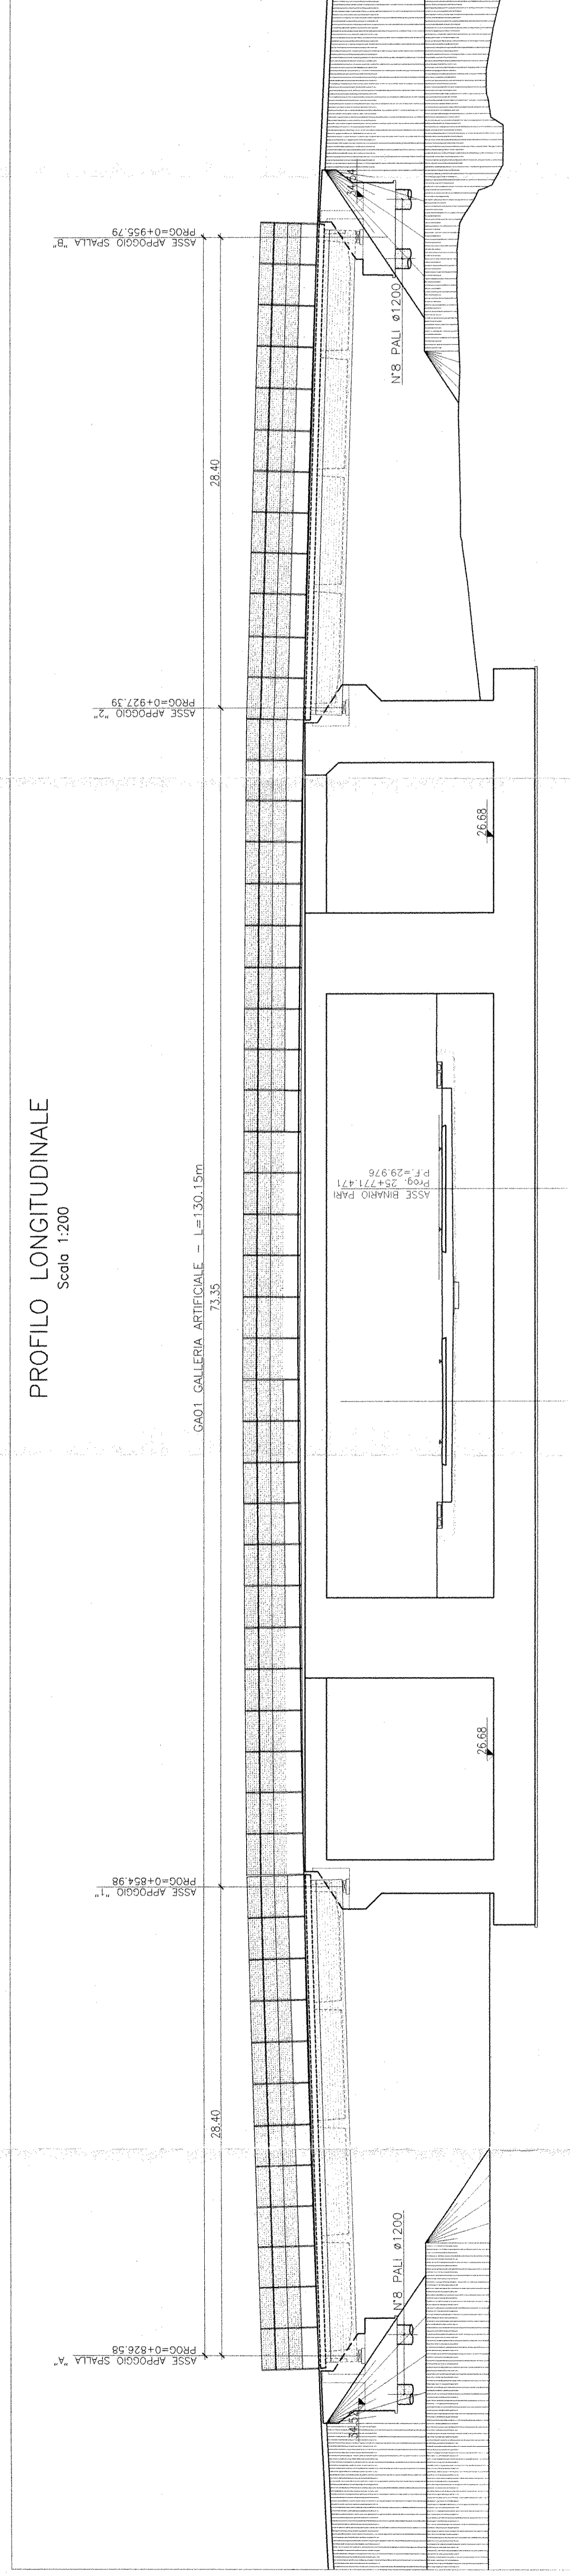 PROFILO LONGITUDINALE
Scala 1:200
GA01 GALLERIA ARTIFICIALE - L=130.15m
ASSE APPOGGIO SPALLA "A"
PROG=0+826.58
28.40
ASSE APPOGGIO "1"
PROG=0+854.98
73.35
ASSE APPOGGIO "2"
PROG=0+927.39
28.40
ASSE APPOGGIO SPALLA "B"
PROG=0+955.79
N°8 PALI ø1200
26.68
ASSE BINARIO PARI
Prog. 25+771.471
P.F.=29.976
26.68
N°8 PALI ø1200